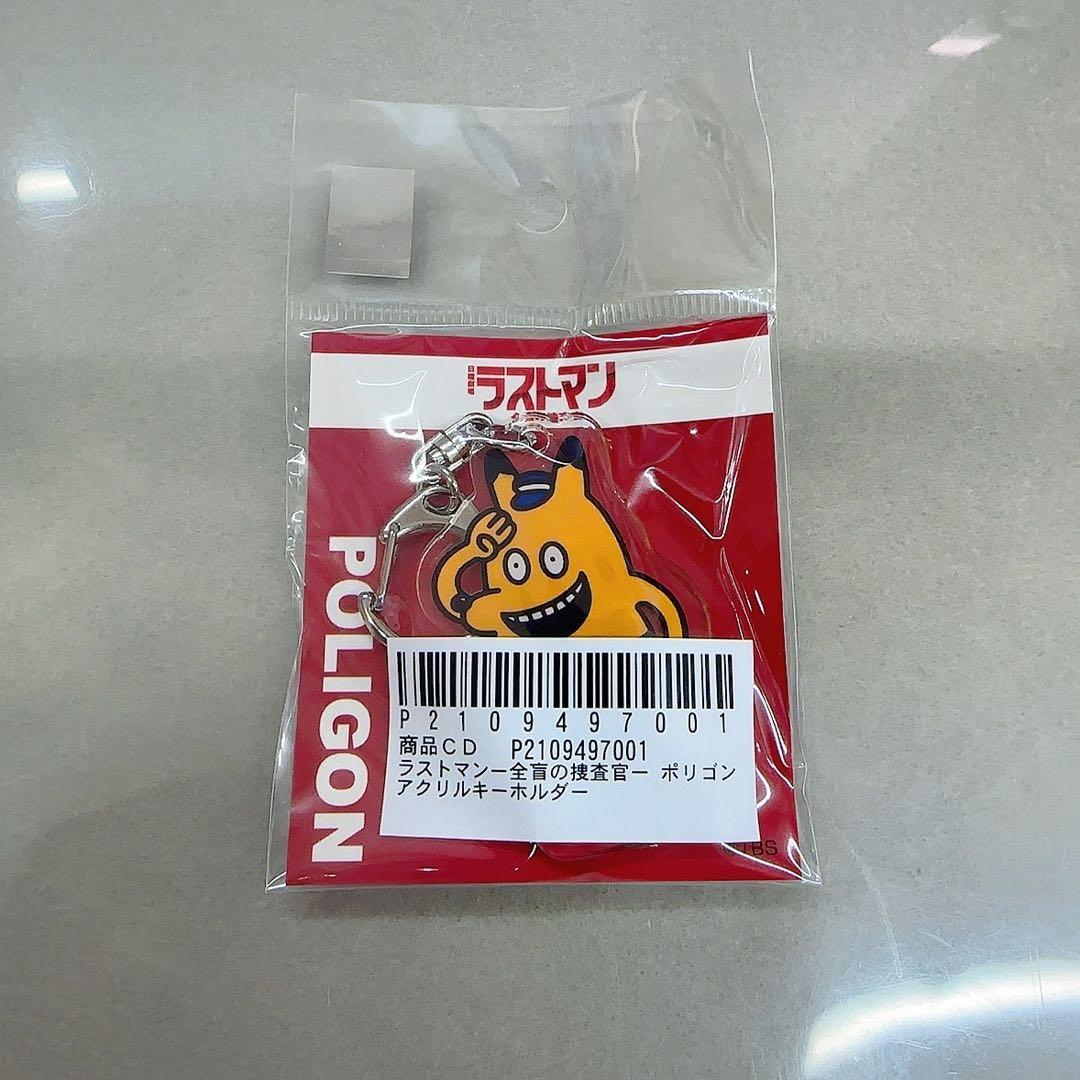 ラストマン
POLIGON
P2109497001
商品CD P2109497001
ラストマンー全盲の捜査官ー ポリゴン
アクリルキーホルダー
TBS